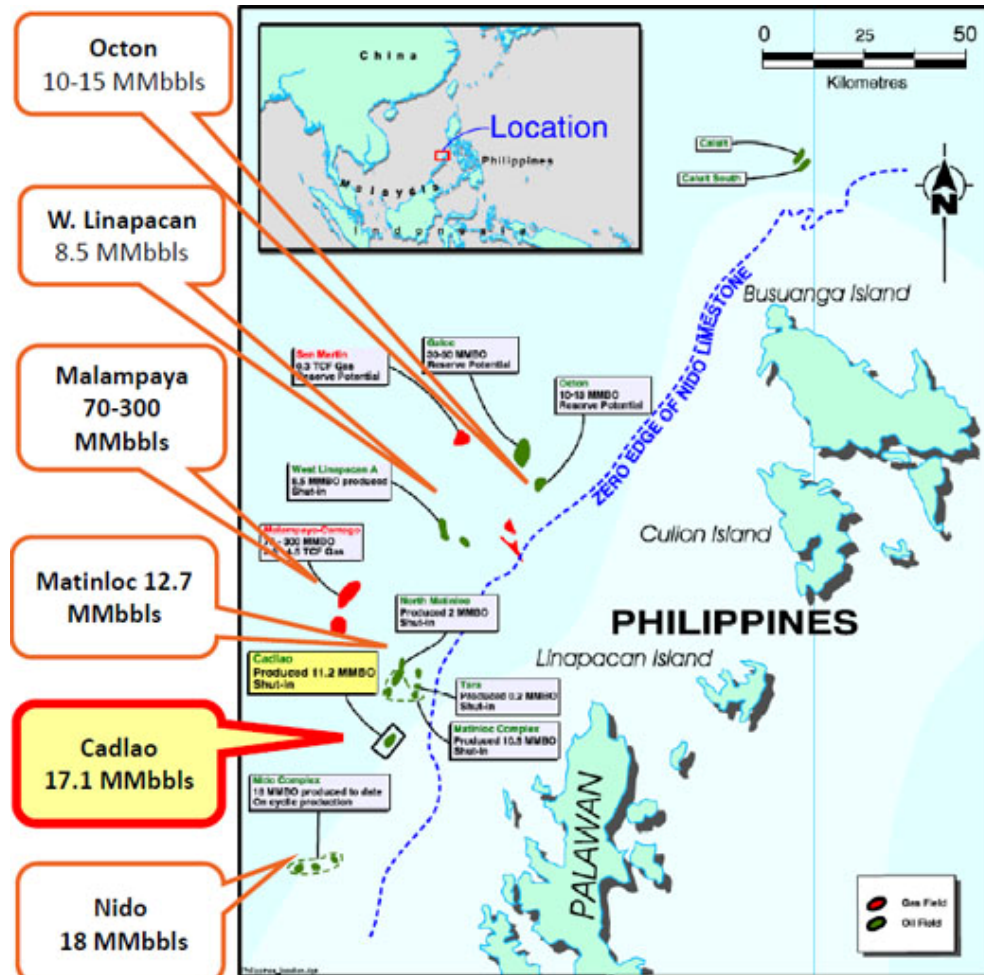 Octon
10-15 MMbbls
W. Linapacan
8.5 MMbbls
Malampaya
70-300
MMbbls
Matinloc 12.7
MMbbls
Cadlao
17.1 MMbbls
Nido
18 MMbbls
China
Location
Philippines
Malaysia
Indonesia
0 25 50
Kilometres
N
Calauit
Calauit South
ZERO EDGE OF NIDO LIMESTONE
Busuanga Island
San Martin
0.3 TCF Gas
Reserve Potential
Galoc
Reserve Potential
Octon
Reserve Potential
West Linapacan A
8.5 MMBO produced
Shut-in
Malampaya-Camago
Culion Island
North Matinloc
Produced 2 MMBO
Shut-in
PHILIPPINES
Linapacan Island
Cadlao
Produced 11.2 MMBO
Shut-in
Tara
Produced 0.2 MMBO
Shut-in
Matinloc Complex
Produced 10.5 MMBO
Shut-in
Nido Complex
18 MMBO produced to date
On cyclic production
PALAWAN
Gas Field
Oil Field